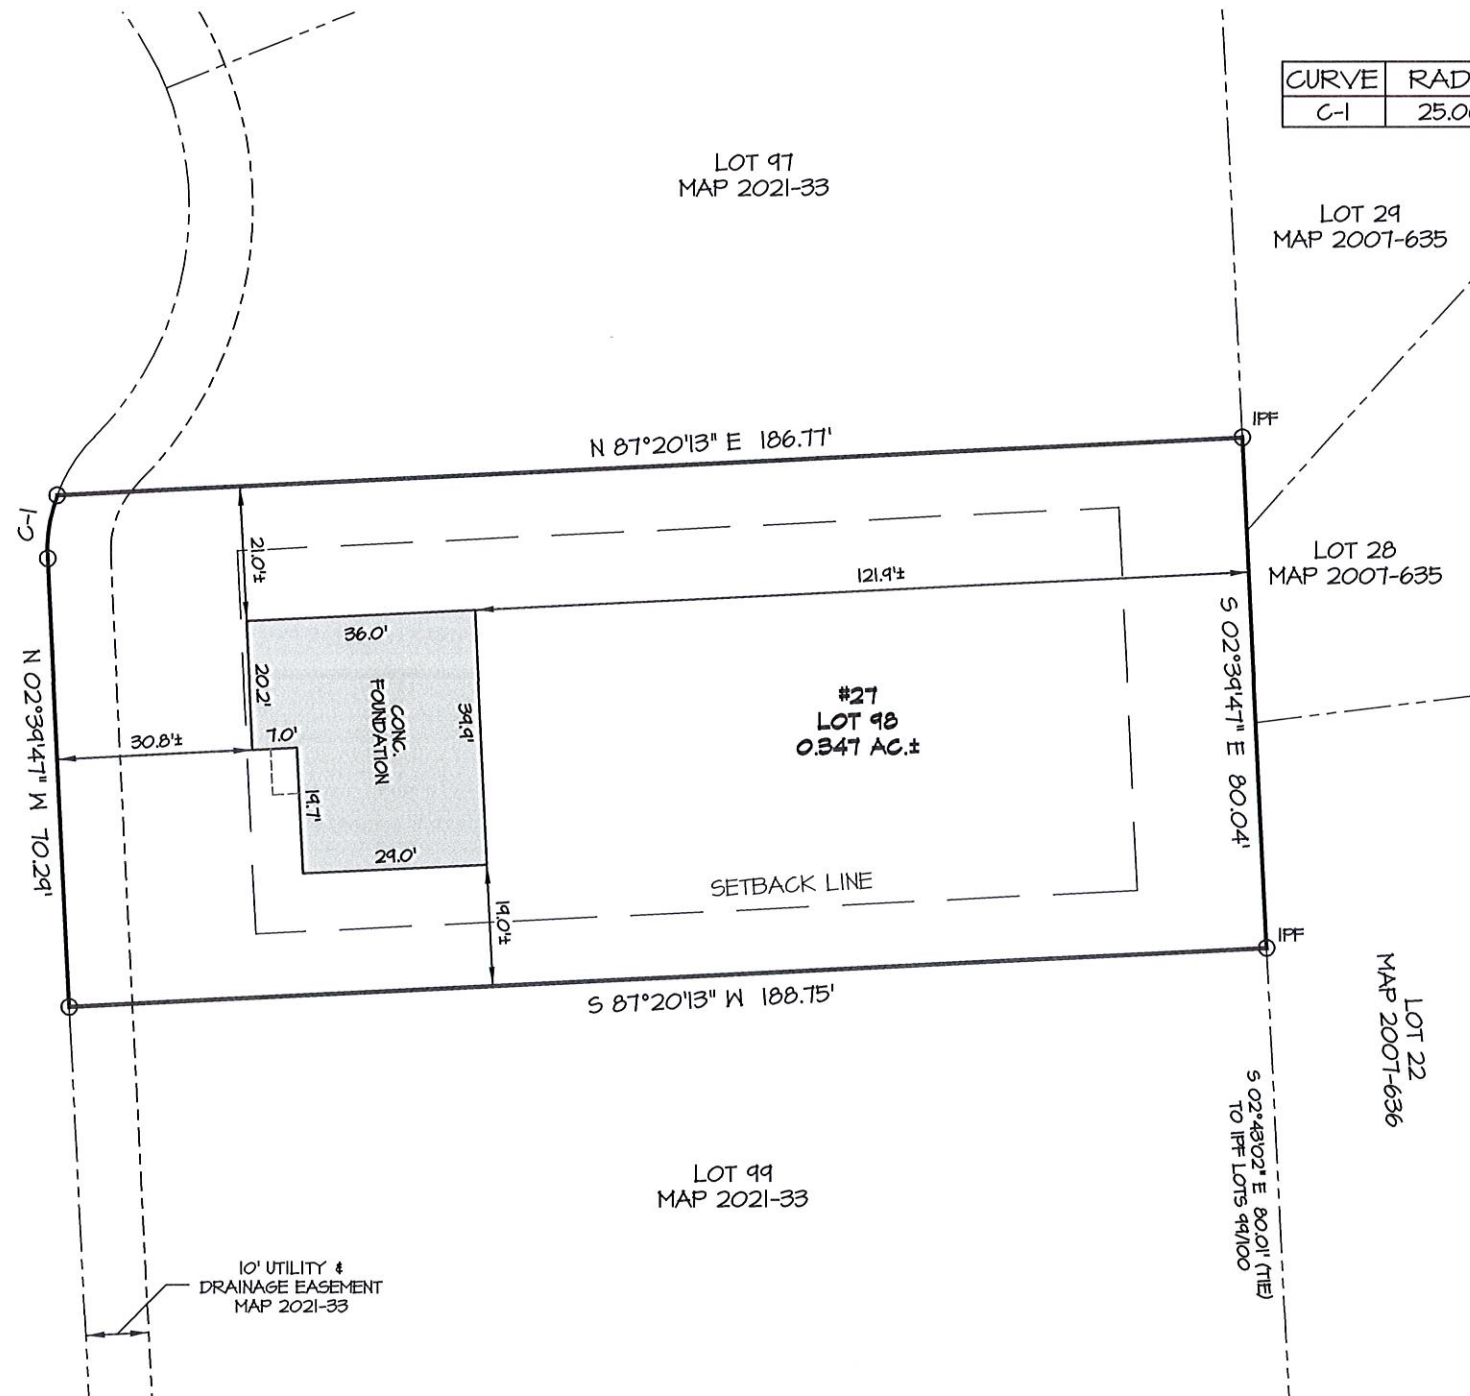 CURVE RAD
C-1 25.0
LOT 97
MAP 2021-33
LOT 29
MAP 2007-635
IPF
N 87°20'13" E 186.77'
C-1
21.0'±
LOT 28
MAP 2007-635
121.9'±
36.0'
S 02°39'47" E 80.04'
20.2'
CONC.
FOUNDATION
39.9'
#27
LOT 98
0.347 AC.±
N 02°39'47" W 70.29'
30.8'±
7.0'
19.7'
29.0'
SETBACK LINE
19.0'±
IPF
S 87°20'13" W 188.75'
LOT 22
MAP 2007-636
S 02°48'02" E 80.01' (TIE)
TO IPF LOTS 99/100
LOT 99
MAP 2021-33
10' UTILITY &
DRAINAGE EASEMENT
MAP 2021-33